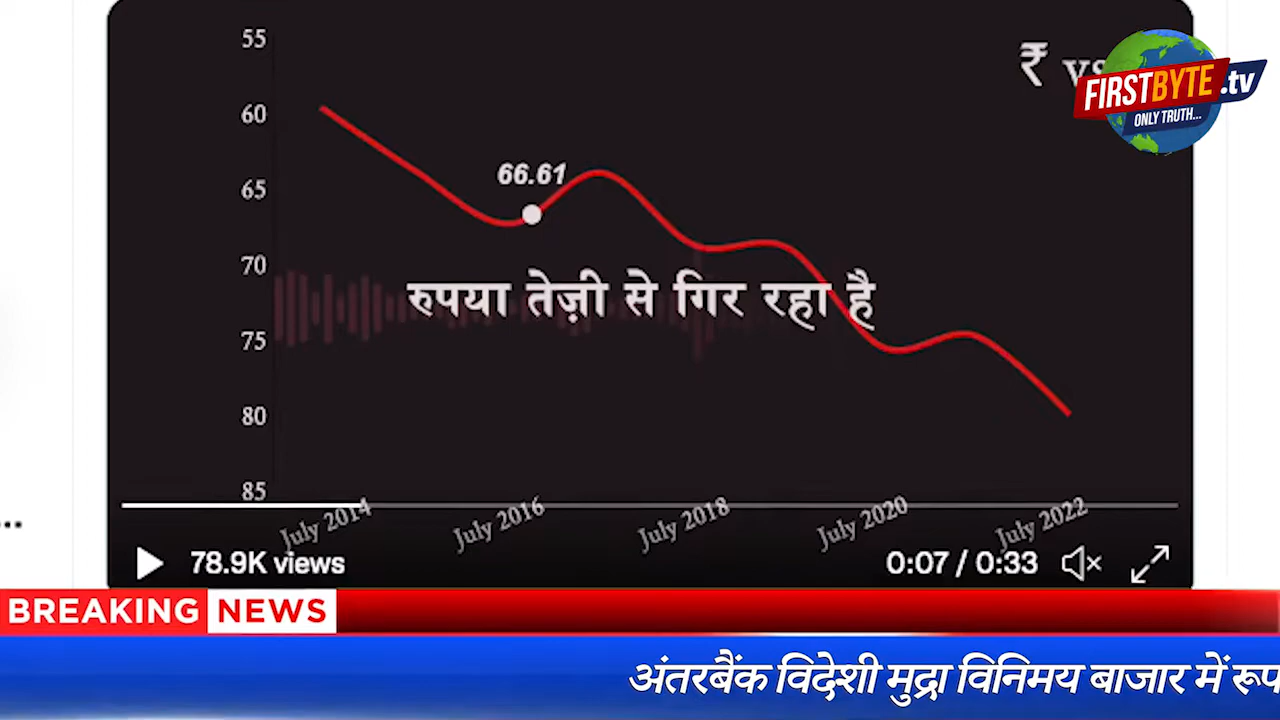 55
60
65
70
75
80
85
₹ vs
FIRSTBYTE.tv
ONLY TRUTH...
66.61
रुपया तेज़ी से गिर रहा है
July 2014
July 2016
July 2018
July 2020
July 2022
...
78.9K views
0:07 / 0:33
BREAKING NEWS
अंतरबैंक विदेशी मुद्रा विनिमय बाजार में रूप